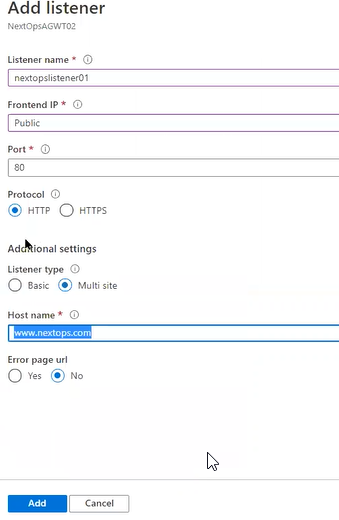 Add listener
NextOpsAGWT02
Listener name *
nextopslistener01
Frontend IP *
Public
Port *
80
Protocol
HTTP HTTPS
Additional settings
Listener type
Basic Multi site
Host name *
www.nextops.com
Error page url
Yes No
Add Cancel